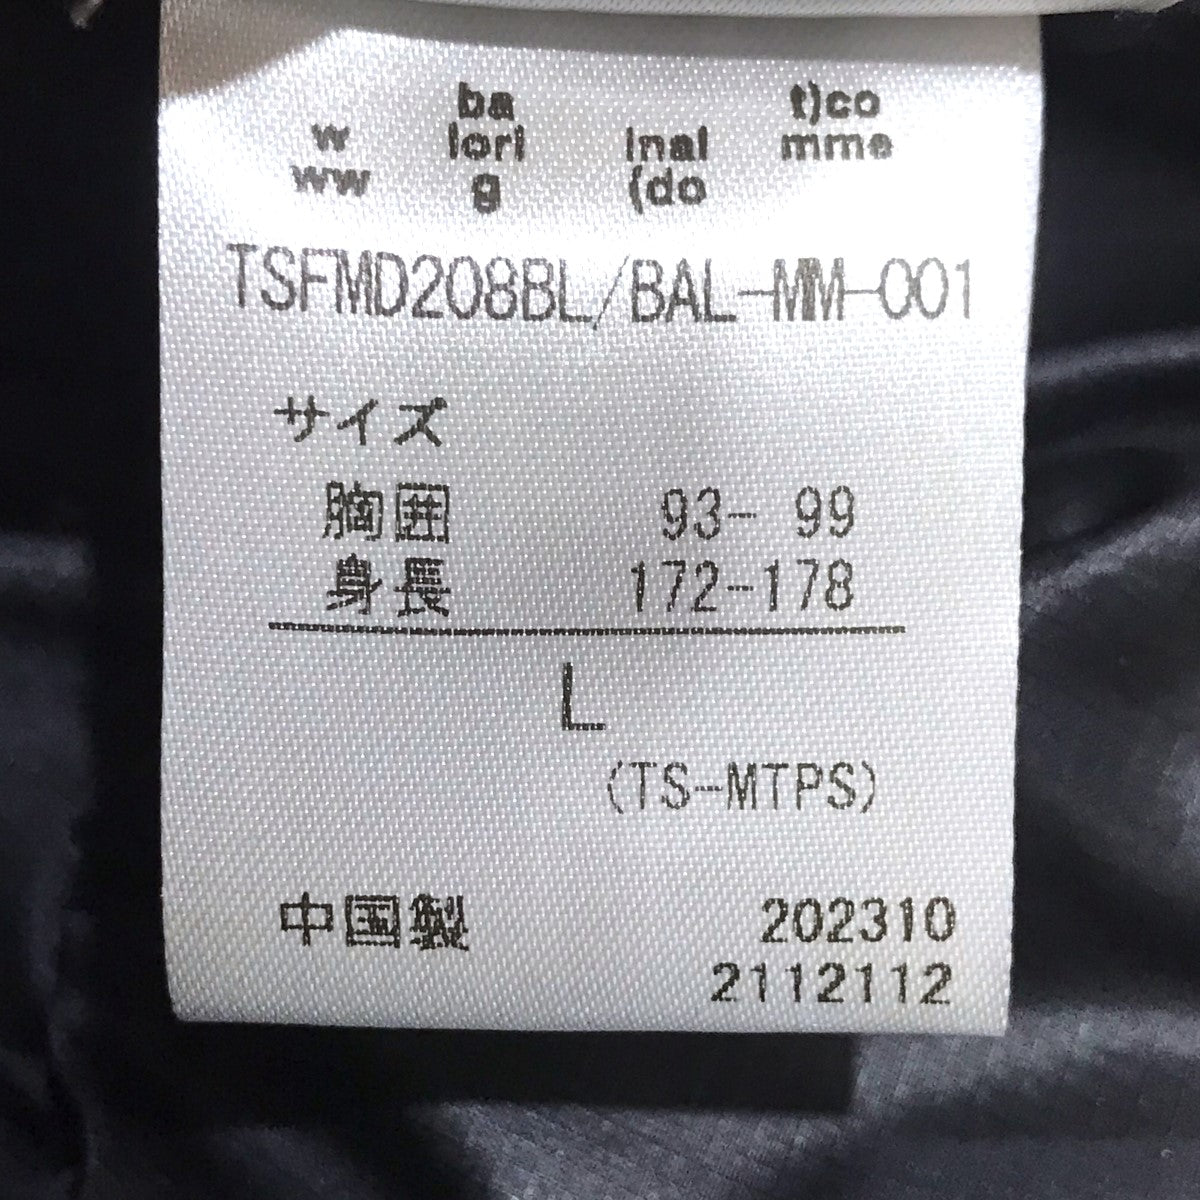 w
ww
ba
lori
g
inal
(do
t)co
mme
TSFMD208BL/BAL-MM-001
サイズ
胸囲 93- 99
身長 172-178
L
(TS-MTPS)
中国製 202310
2112112